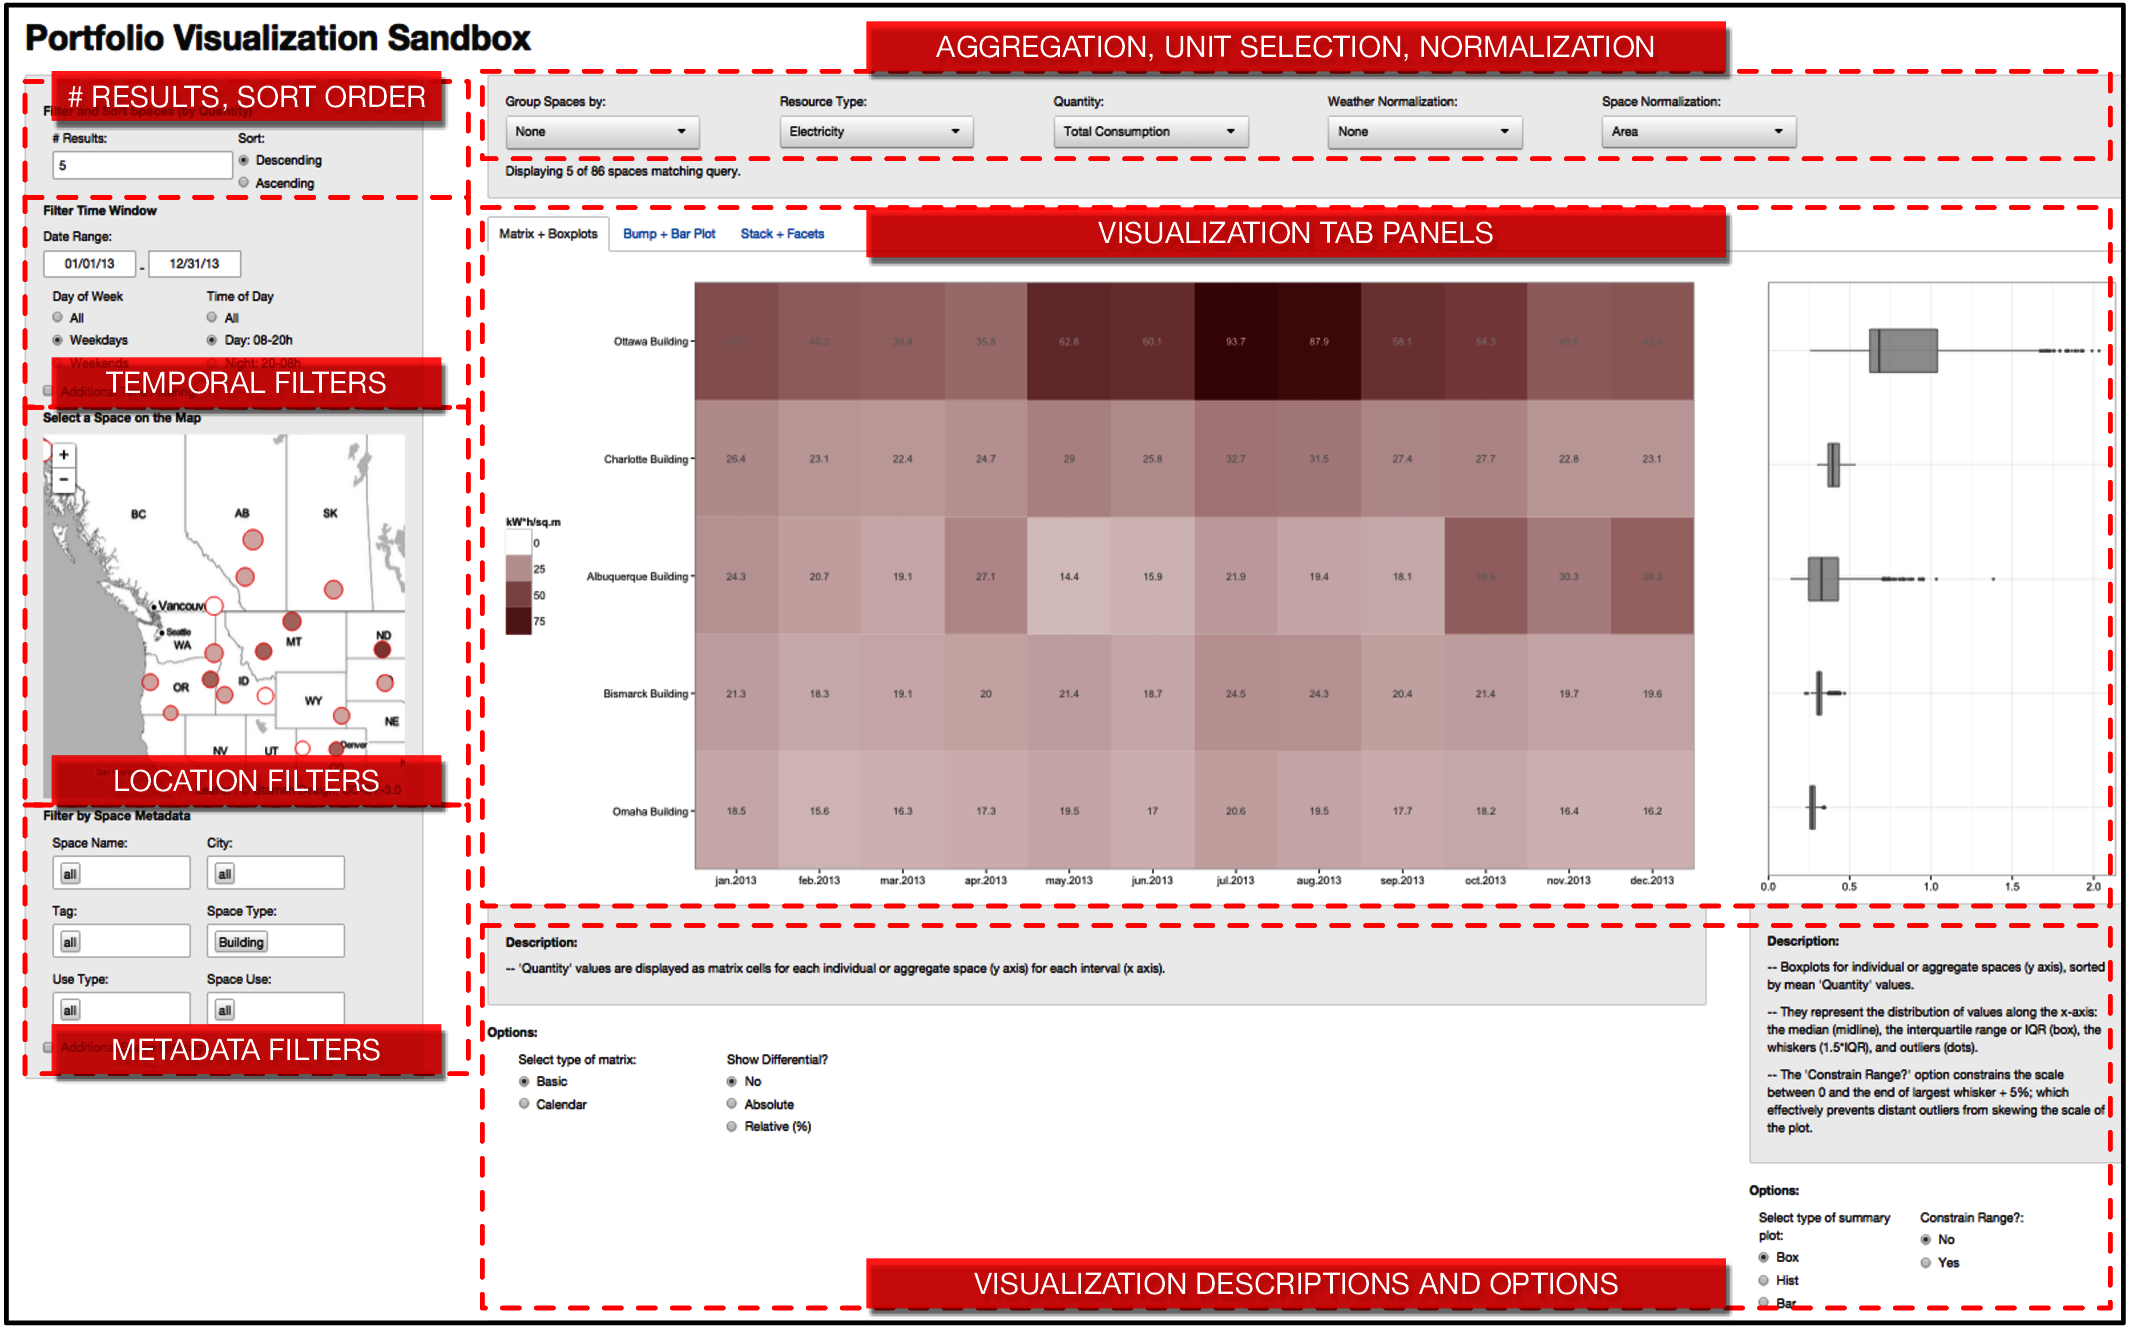 Portfolio Visualization Sandbox
AGGREGATION, UNIT SELECTION, NORMALIZATION
# RESULTS, SORT ORDER
Filter and Sort Spaces (by Quantity)
# Results: Sort:
5
Descending
Ascending
Group Spaces by: Resource Type: Quantity: Weather Normalization: Space Normalization:
None Electricity Total Consumption None Area
Displaying 5 of 86 spaces matching query.
Filter Time Window
Date Range:
01/01/13 - 12/31/13
Day of Week Time of Day
All All
Weekdays Day: 08-20h
Weekends Night: 20-08h
TEMPORAL FILTERS
Additional
Select a Space on the Map
+
−
BC AB SK
Vancouv
Seattle
WA MT ND
OR ID
WY
NE
NV UT Denver
LOCATION FILTERS
-3.0
Filter by Space Metadata
Space Name: City:
all all
Tag: Space Type:
all Building
Use Type: Space Use:
all all
Additional
METADATA FILTERS
VISUALIZATION TAB PANELS
Matrix + Boxplots Bump + Bar Plot Stack + Facets
kW*h/sq.m
0
25
50
75
Ottawa Building 40.3 39.4 35.8 62.8 60.1 93.7 87.9 58.1 54.3
Charlotte Building 26.4 23.1 22.4 24.7 29 25.8 32.7 31.5 27.4 27.7 22.8 23.1
Albuquerque Building 24.3 20.7 19.1 27.1 14.4 15.9 21.9 19.4 18.1 30.3
Bismarck Building 21.3 18.3 19.1 20 21.4 18.7 24.5 24.3 20.4 21.4 19.7 19.6
Omaha Building 18.5 15.6 16.3 17.3 19.5 17 20.6 19.5 17.7 18.2 16.4 16.2
jan.2013 feb.2013 mar.2013 apr.2013 may.2013 jun.2013 jul.2013 aug.2013 sep.2013 oct.2013 nov.2013 dec.2013
0.0 0.5 1.0 1.5 2.0
Description:
-- 'Quantity' values are displayed as matrix cells for each individual or aggregate space (y axis) for each interval (x axis).
Options:
Select type of matrix: Show Differential?
Basic No
Calendar Absolute
Relative (%)
Description:
-- Boxplots for individual or aggregate spaces (y axis), sorted
by mean 'Quantity' values.
-- They represent the distribution of values along the x-axis:
the median (midline), the interquartile range or IQR (box), the
whiskers (1.5*IQR), and outliers (dots).
-- The 'Constrain Range?' option constrains the scale
between 0 and the end of largest whisker + 5%; which
effectively prevents distant outliers from skewing the scale of
the plot.
Options:
Select type of summary Constrain Range?:
plot:
Box No
Hist Yes
Bar
VISUALIZATION DESCRIPTIONS AND OPTIONS